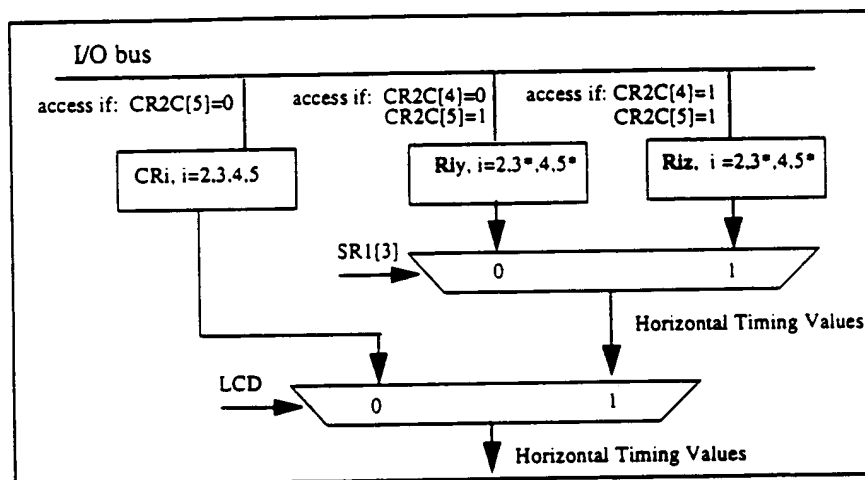 I/O bus
access if: CR2C[5]=0
access if: CR2C[4]=0
CR2C[5]=1
access if: CR2C[4]=1
CR2C[5]=1
CRi, i=2,3,4,5
Riy, i=2,3*,4,5*
Riz, i=2,3*,4,5*
SR1[3]
0
1
Horizontal Timing Values
LCD
0
1
Horizontal Timing Values